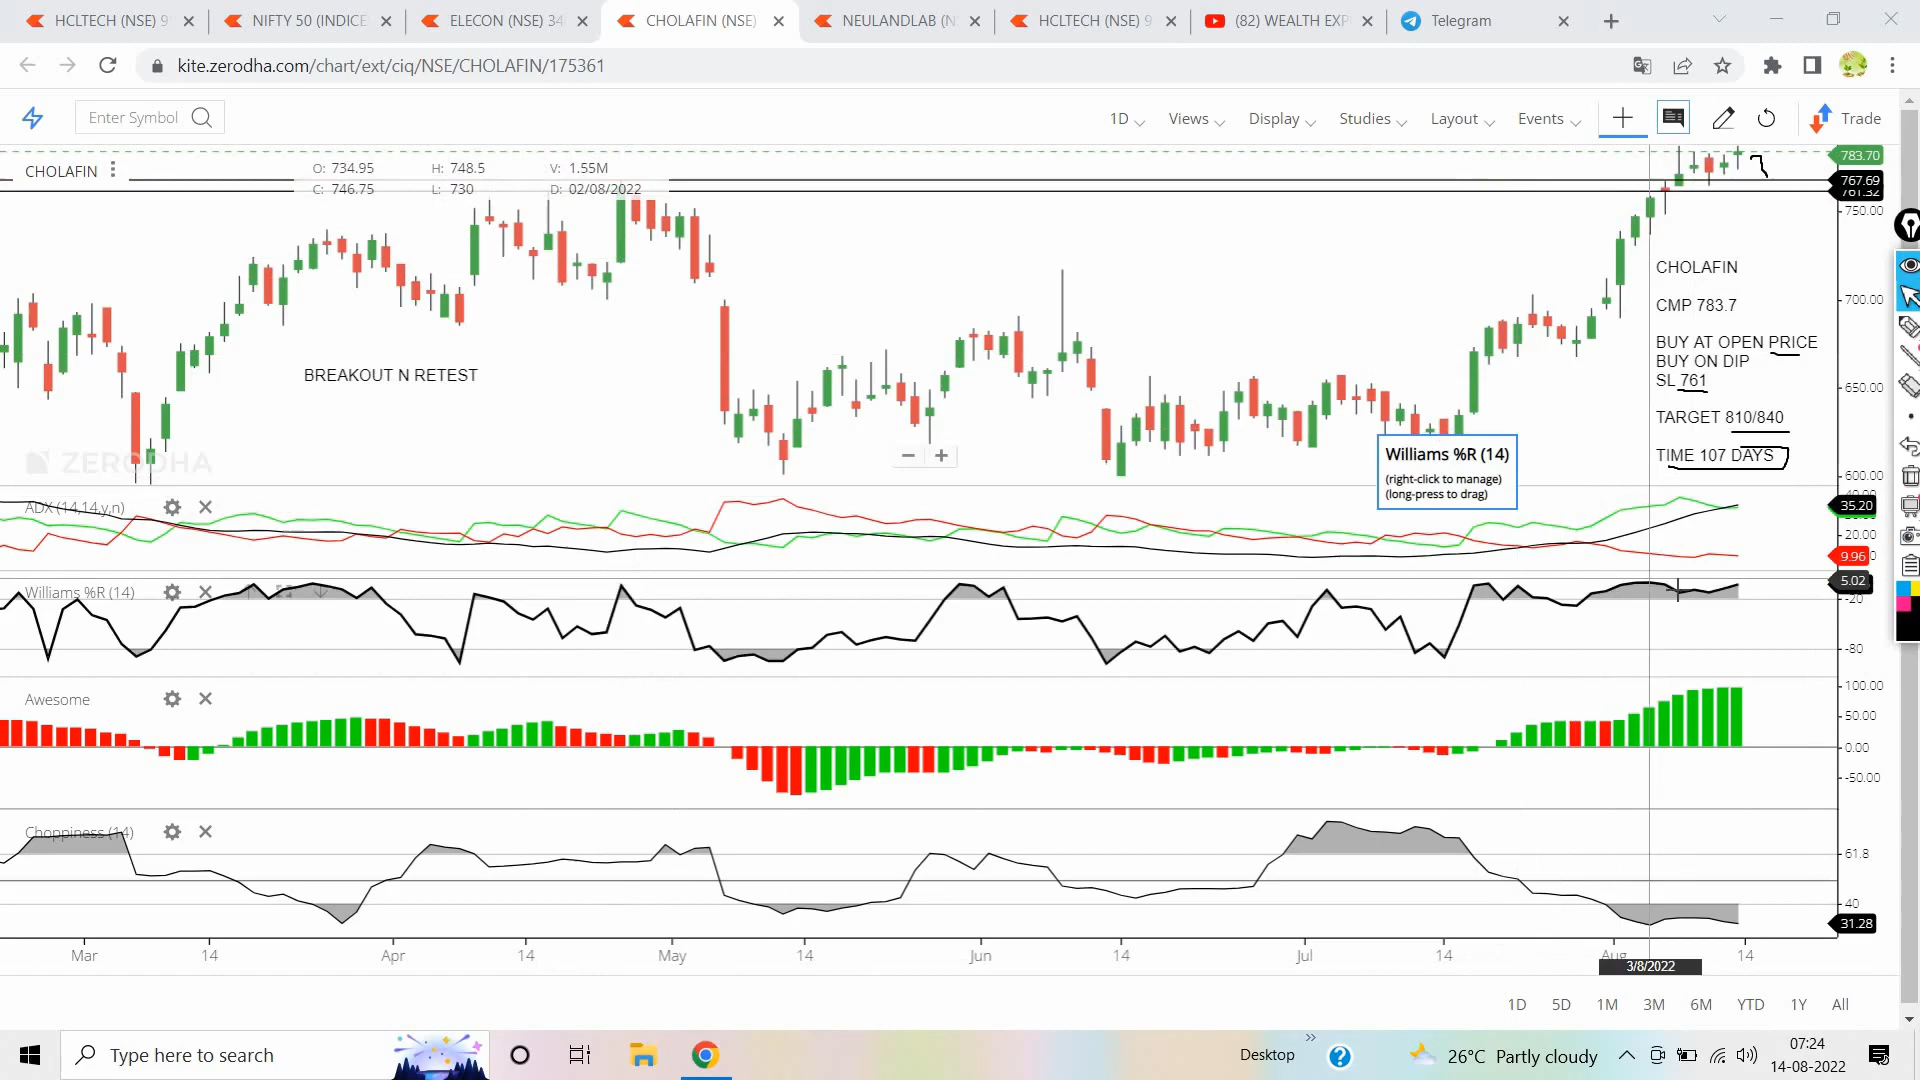 HCLTECH (NSE) 9
NIFTY 50 (INDICE
ELECON (NSE) 34
CHOLAFIN (NSE)
NEULANDLAB (N
HCLTECH (NSE) 9
(82) WEALTH EXP
Telegram
kite.zerodha.com/chart/ext/ciq/NSE/CHOLAFIN/175361
Enter Symbol
1D
Views
Display
Studies
Layout
Events
Trade
CHOLAFIN
O: 734.95
H: 748.5
V: 1.55M
C: 746.75
L: 730
D: 02/08/2022
783.70
767.69
761.32
750.00
700.00
650.00
600.00
CHOLAFIN
CMP 783.7
BUY AT OPEN PRICE
BUY ON DIP
SL 761
TARGET 810/840
TIME 107 DAYS
BREAKOUT N RETEST
ZERODHA
Williams %R (14)
(right-click to manage)
(long-press to drag)
ADX (14,14,y,n)
40.00
35.20
20.00
9.96
Williams %R (14)
5.02
-20
-80
Awesome
100.00
50.00
0.00
-50.00
Choppiness (14)
61.8
40
31.28
Mar
14
Apr
14
May
14
Jun
14
Jul
14
Aug
14
3/8/2022
1D
5D
1M
3M
6M
YTD
1Y
All
Type here to search
Desktop
26°C Partly cloudy
07:24
14-08-2022